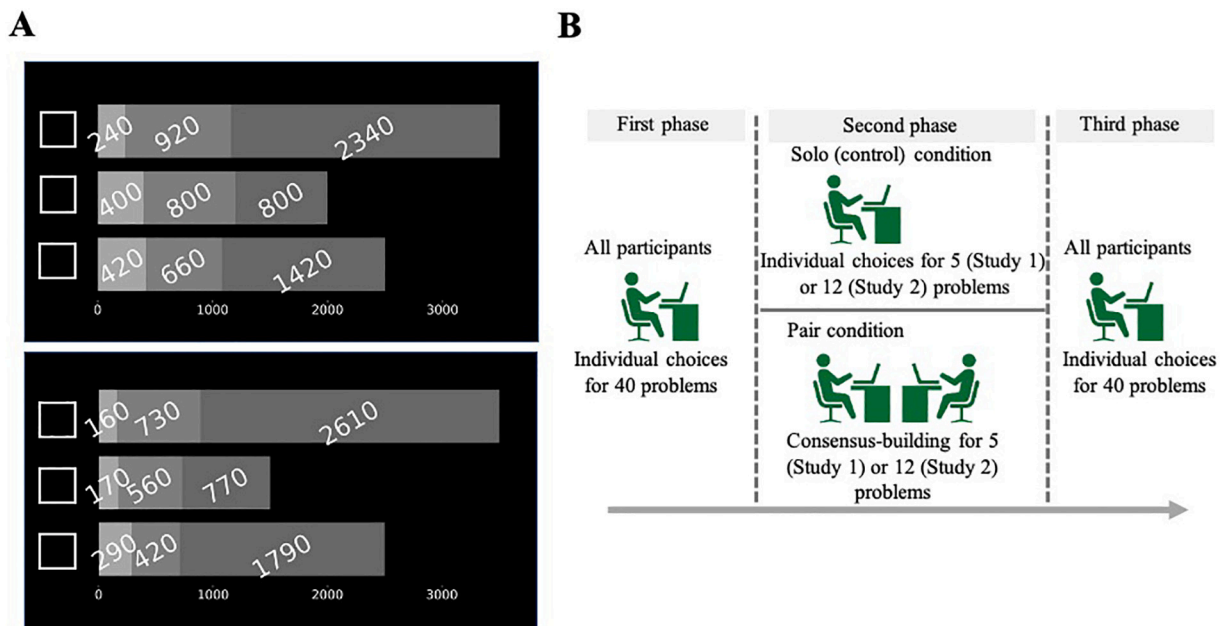 A
240 920 2340
400 800 800
420 660 1420
0 1000 2000 3000
160 730 2610
170 560 770
290 420 1790
0 1000 2000 3000
B
First phase
Second phase
Third phase
All participants
Individual choices
for 40 problems
Solo (control) condition
Individual choices for 5 (Study 1)
or 12 (Study 2) problems
Pair condition
Consensus-building for 5
(Study 1) or 12 (Study 2)
problems
All participants
Individual choices
for 40 problems